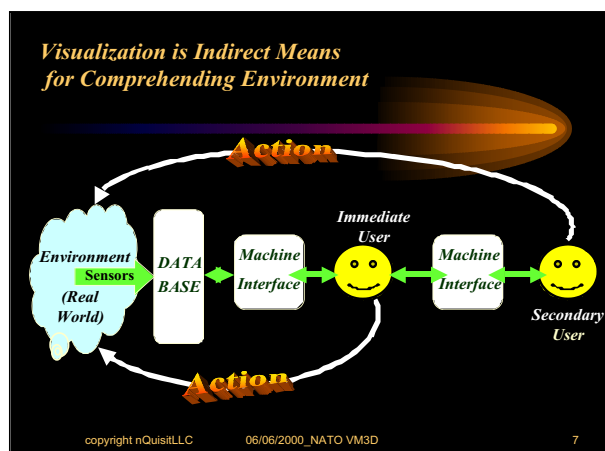 Visualization is Indirect Means
for Comprehending Environment
Action
Immediate
User
Environment
Sensors
(Real
World)
DATA
BASE
Machine
Interface
Machine
Interface
Secondary
User
Action
copyright nQuisitLLC
06/06/2000_NATO VM3D
7